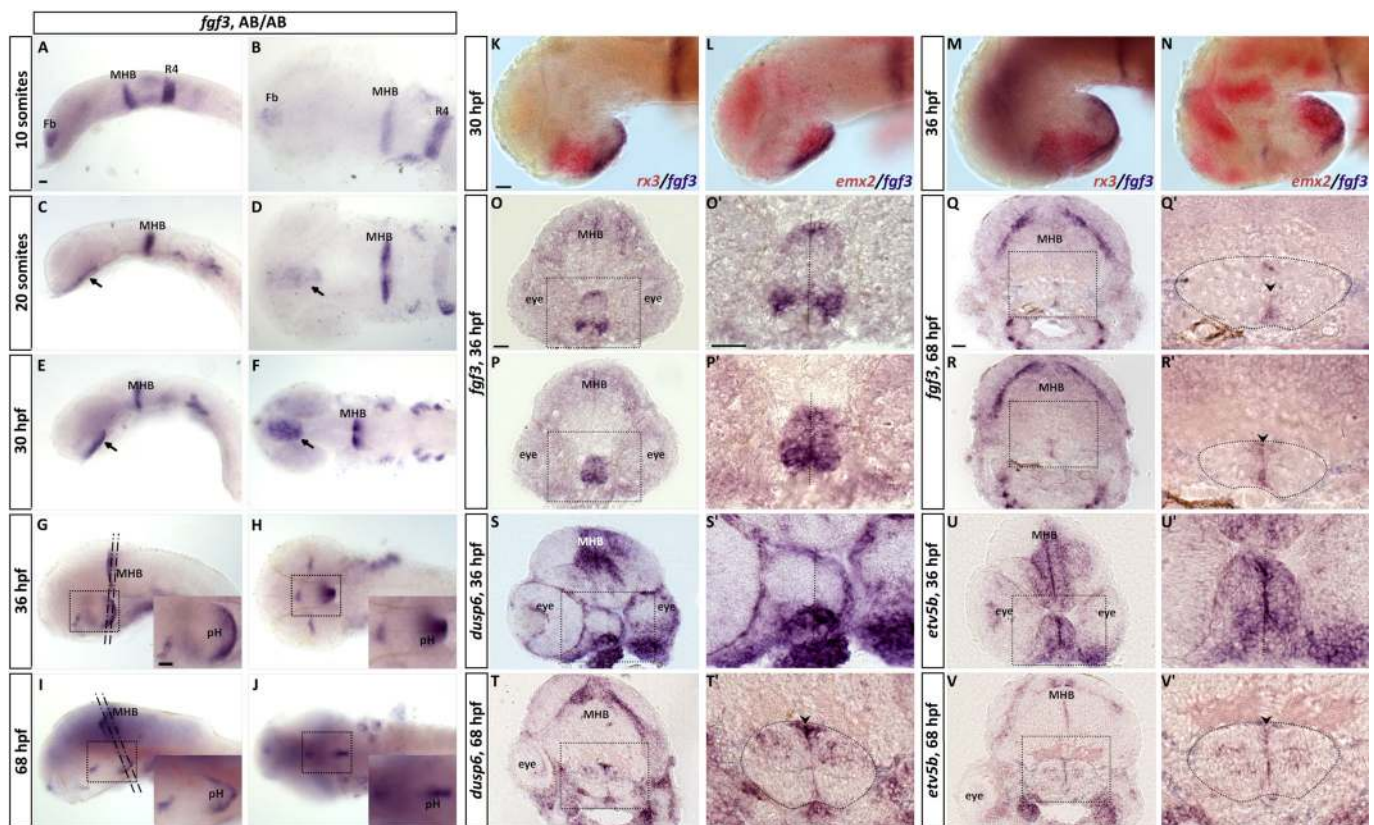 fgf3, AB/AB
10 somites
A
MHB
R4
Fb
B
Fb
MHB
R4
20 somites
C
MHB
D
MHB
30 hpf
E
MHB
F
MHB
36 hpf
G
MHB
pH
H
pH
68 hpf
I
MHB
pH
J
pH
30 hpf
K
rx3/fgf3
L
emx2/fgf3
36 hpf
M
rx3/fgf3
N
emx2/fgf3
fgf3, 36 hpf
O
MHB
eye
eye
O'
P
MHB
eye
eye
P'
fgf3, 68 hpf
Q
MHB
Q'
R
MHB
R'
dusp6, 36 hpf
S
MHB
eye
eye
S'
dusp6, 68 hpf
T
MHB
eye
T'
etv5b, 36 hpf
U
MHB
eye
eye
U'
etv5b, 68 hpf
V
MHB
eye
V'